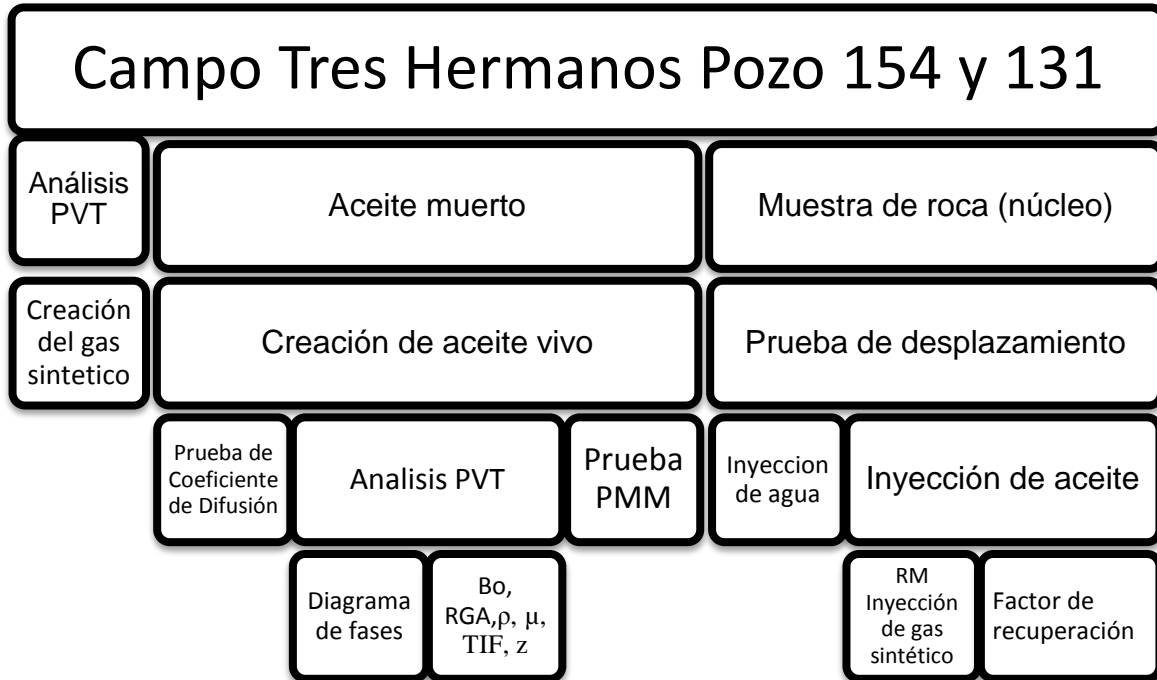 Campo Tres Hermanos Pozo 154 y 131
Análisis
PVT
Aceite muerto
Muestra de roca (núcleo)
Creación
del gas
sintetico
Creación de aceite vivo
Prueba de desplazamiento
Prueba de
Coeficiente
de Difusión
Analisis PVT
Prueba
PMM
Inyeccion
de agua
Inyección de aceite
Diagrama
de fases
Bo,
RGA,ρ, μ,
TIF, z
RM
Inyección
de gas
sintético
Factor de
recuperación